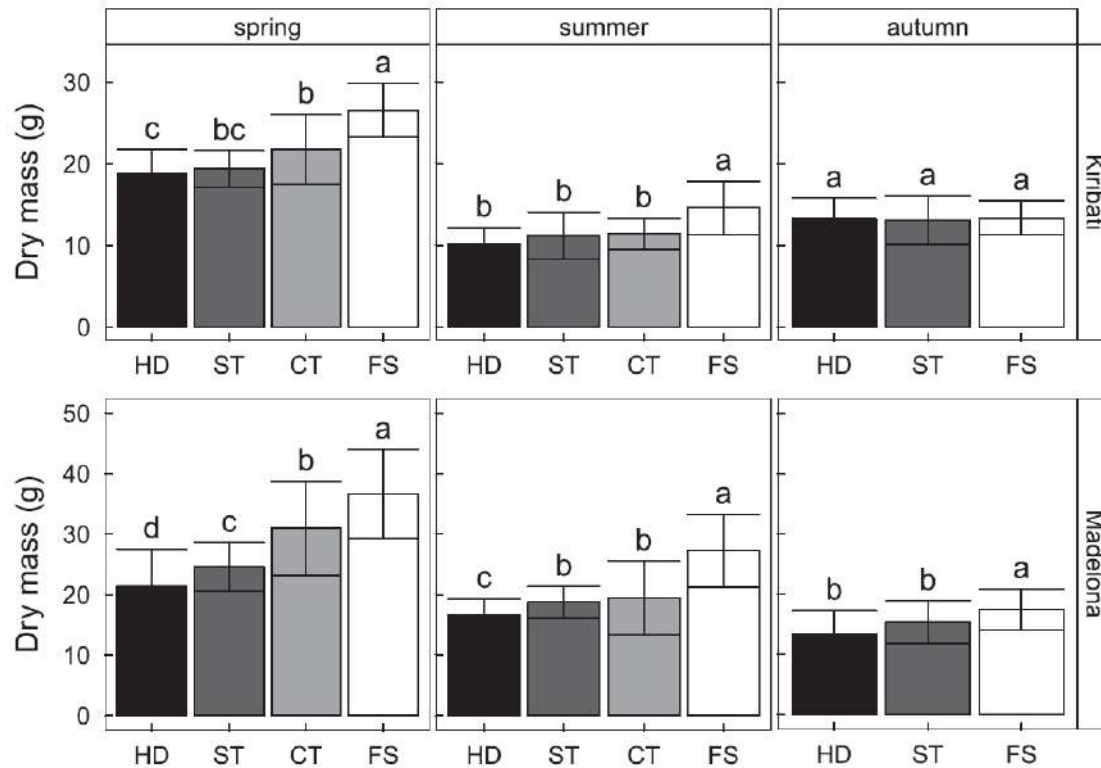 spring summer autumn
Dry mass (g)
30
20
10
0
c bc b a
b b b a
a a a
Kiribati
HD ST CT FS HD ST CT FS HD ST FS
Dry mass (g)
50
40
30
20
10
0
d c b a
c b b a
b b a
Madelona
HD ST CT FS HD ST CT FS HD ST FS